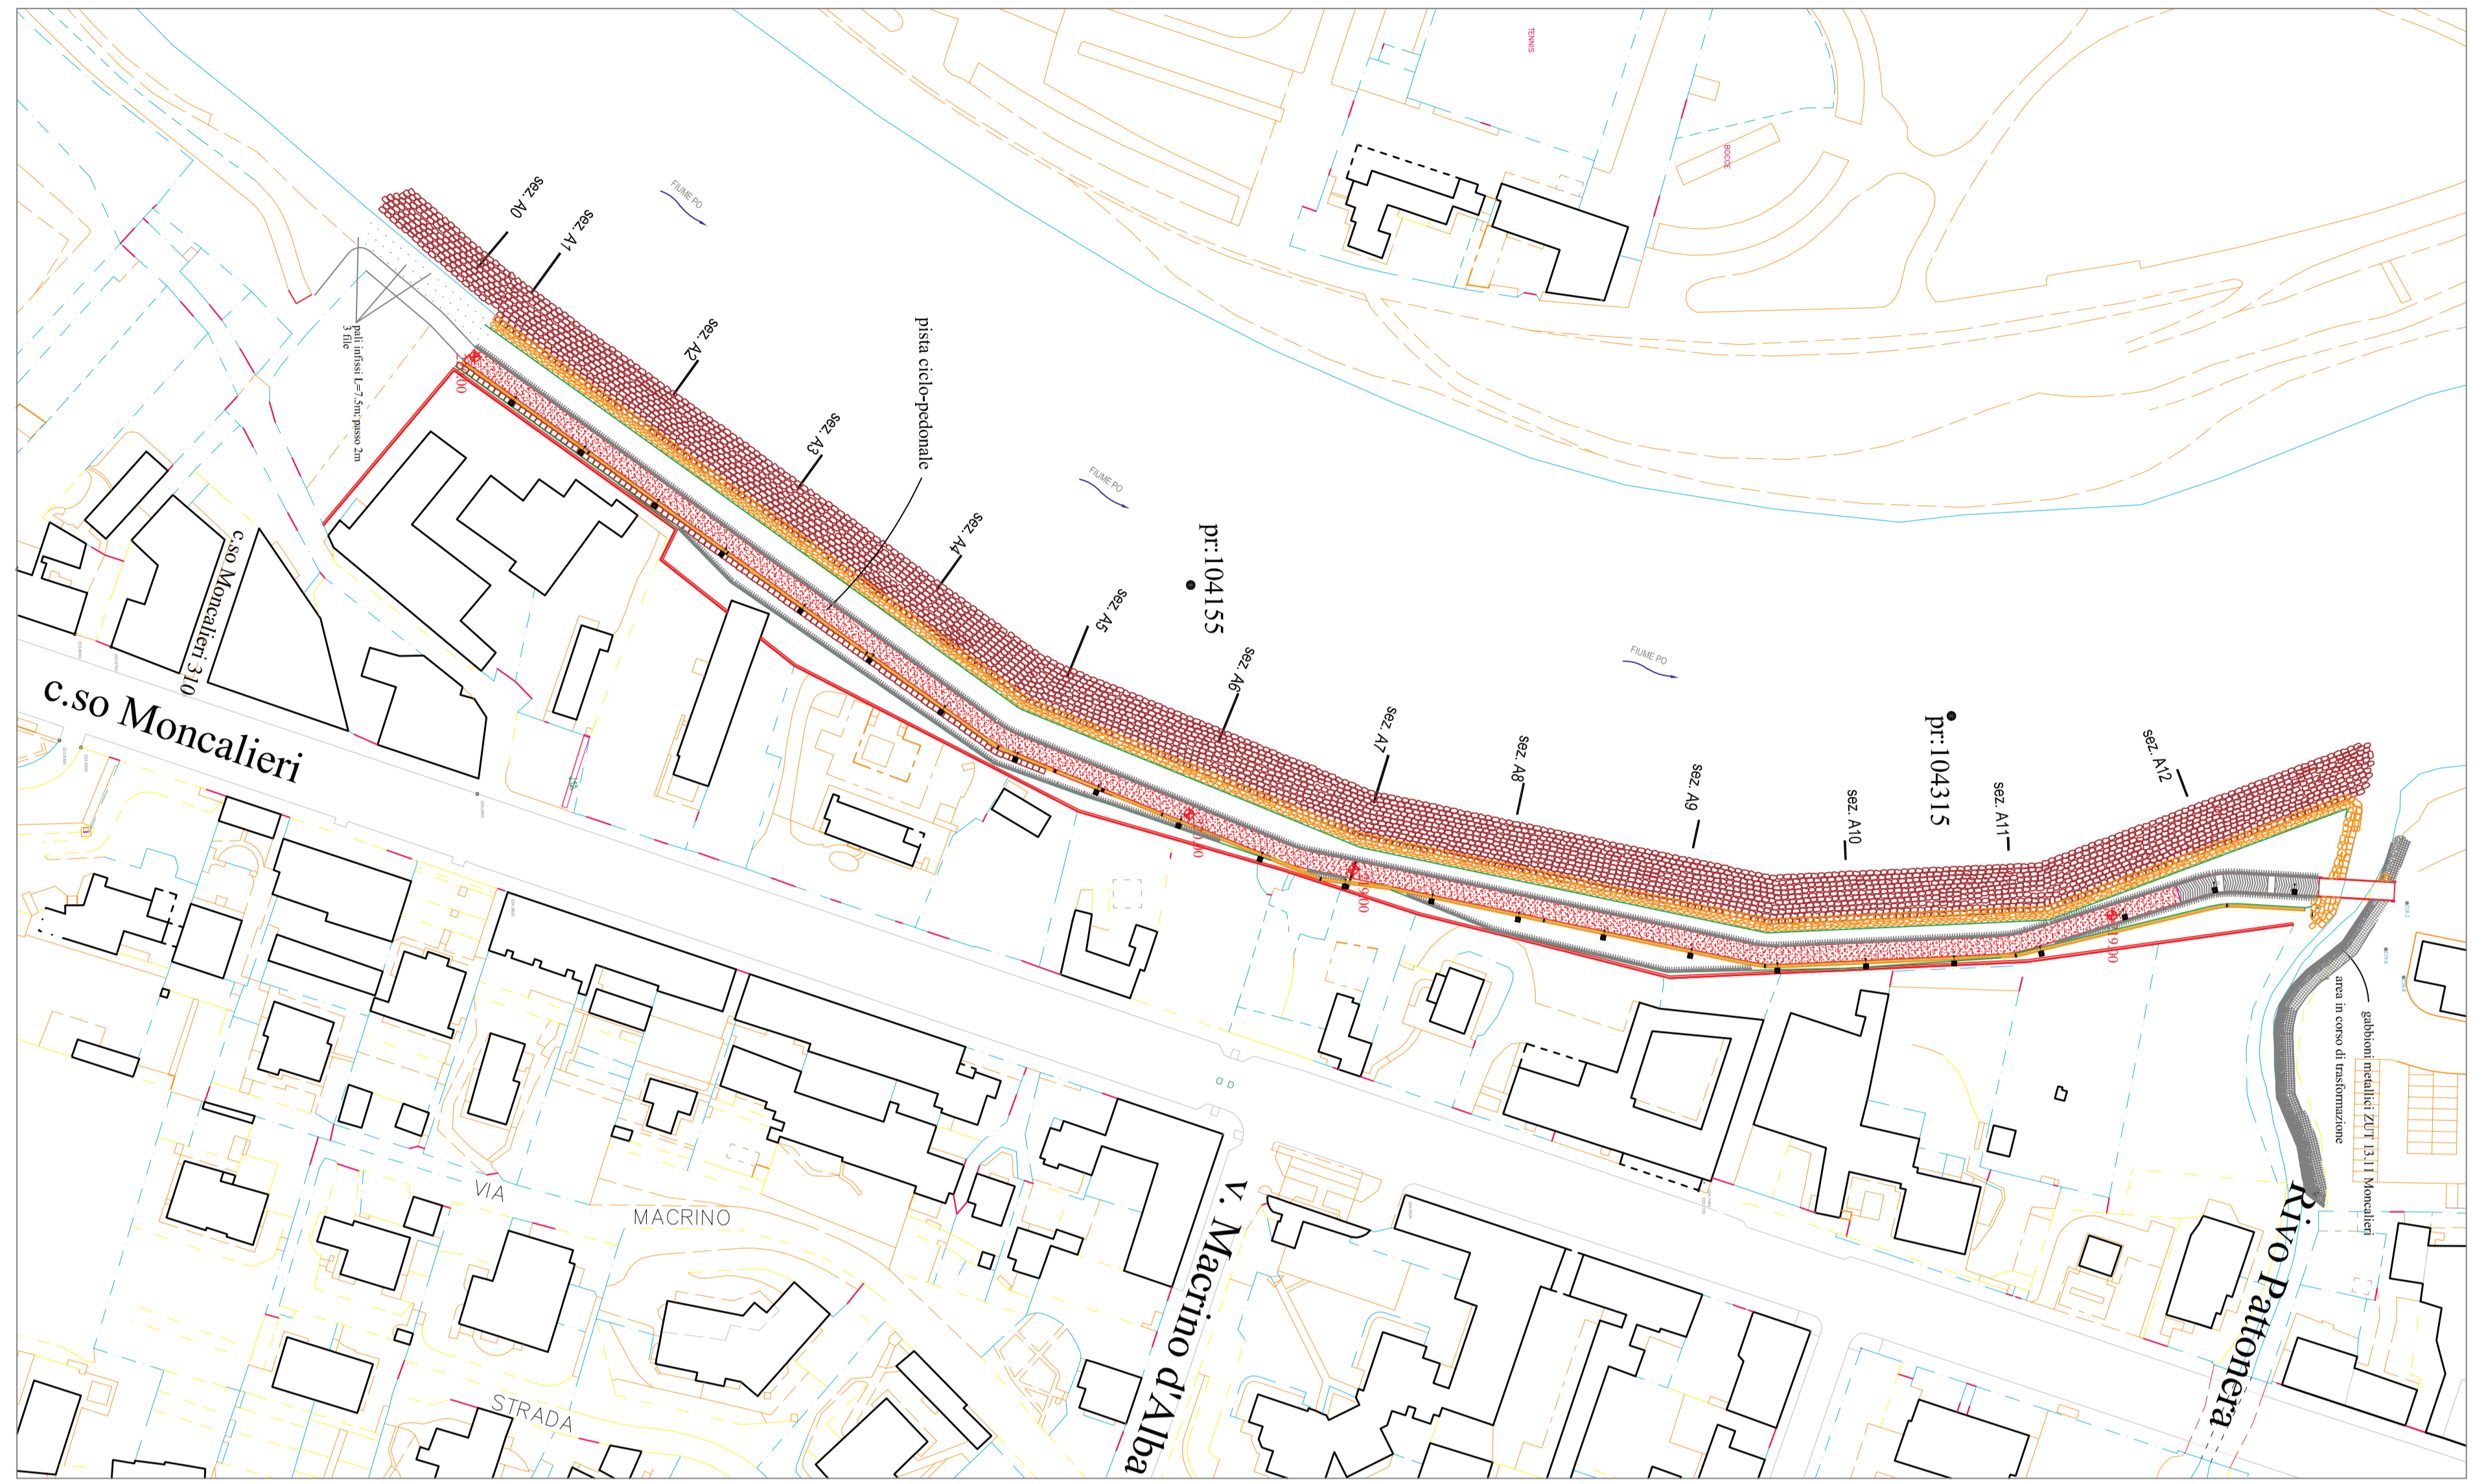 TENNIS
BOCCE
FIUME PO
sez. A0
sez. A1
sez. A2
sez. A3
sez. A4
sez. A5
sez. A6
sez. A7
sez. A8
sez. A9
sez. A10
sez. A11
sez. A12
pista ciclo-pedonale
FIUME PO
pr:104155
FIUME PO
pr:104315
pali infissi L=7.5m; passo 2m
3 file
c.so Moncalieri 310
c.so Moncalieri
gabbioni metallici ZUT 13.11 Moncalieri
area in corso di trasformazione
Rivo Pattonera
v. Macrino d'Alba
VIA
MACRINO
STRADA